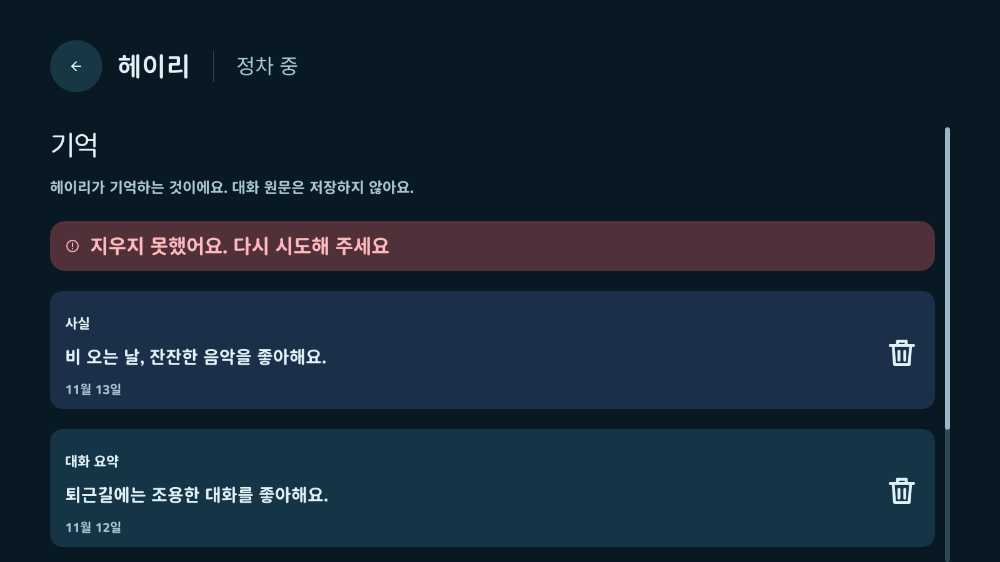 헤이리
정차 중
기억
헤이리가 기억하는 것이에요. 대화 원문은 저장하지 않아요.
지우지 못했어요. 다시 시도해 주세요
사실
비 오는 날, 잔잔한 음악을 좋아해요.
11월 13일
대화 요약
퇴근길에는 조용한 대화를 좋아해요.
11월 12일